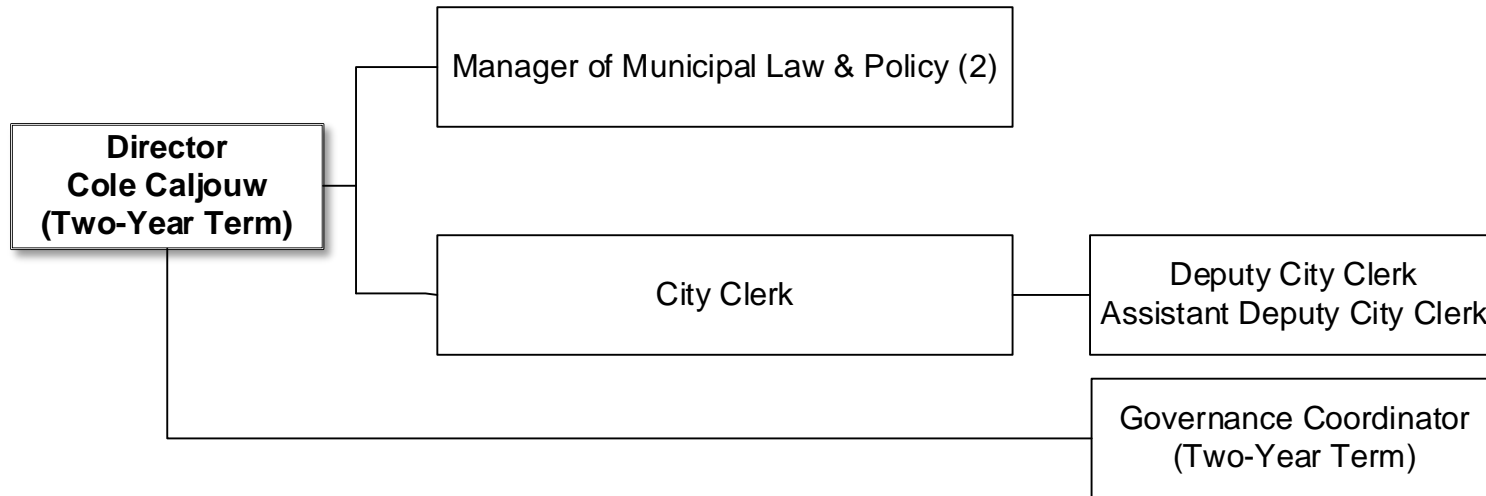 Manager of Municipal Law & Policy (2)
Director
Cole Caljouw
(Two-Year Term)
City Clerk
Deputy City Clerk
Assistant Deputy City Clerk
Governance Coordinator
(Two-Year Term)